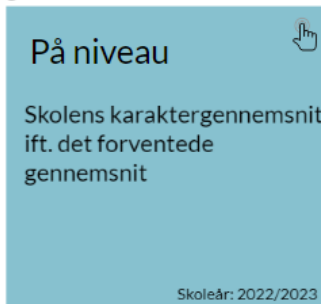 På niveau
Skolens karaktergennemsnit
ift. det forventede
gennemsnit
Skoleår: 2022/2023